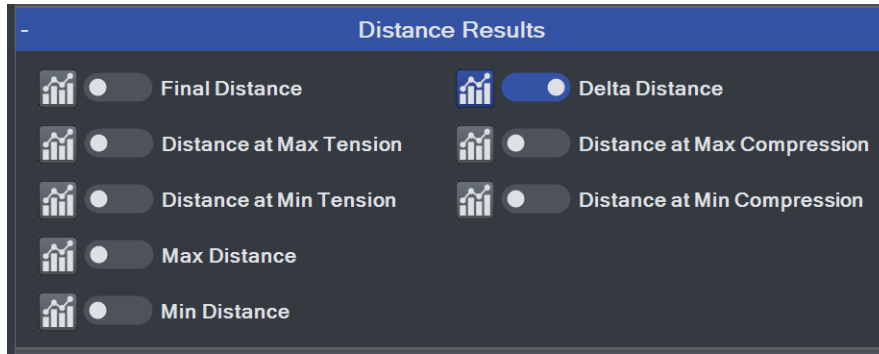 - Distance Results
Final Distance Delta Distance
Distance at Max Tension Distance at Max Compression
Distance at Min Tension Distance at Min Compression
Max Distance
Min Distance